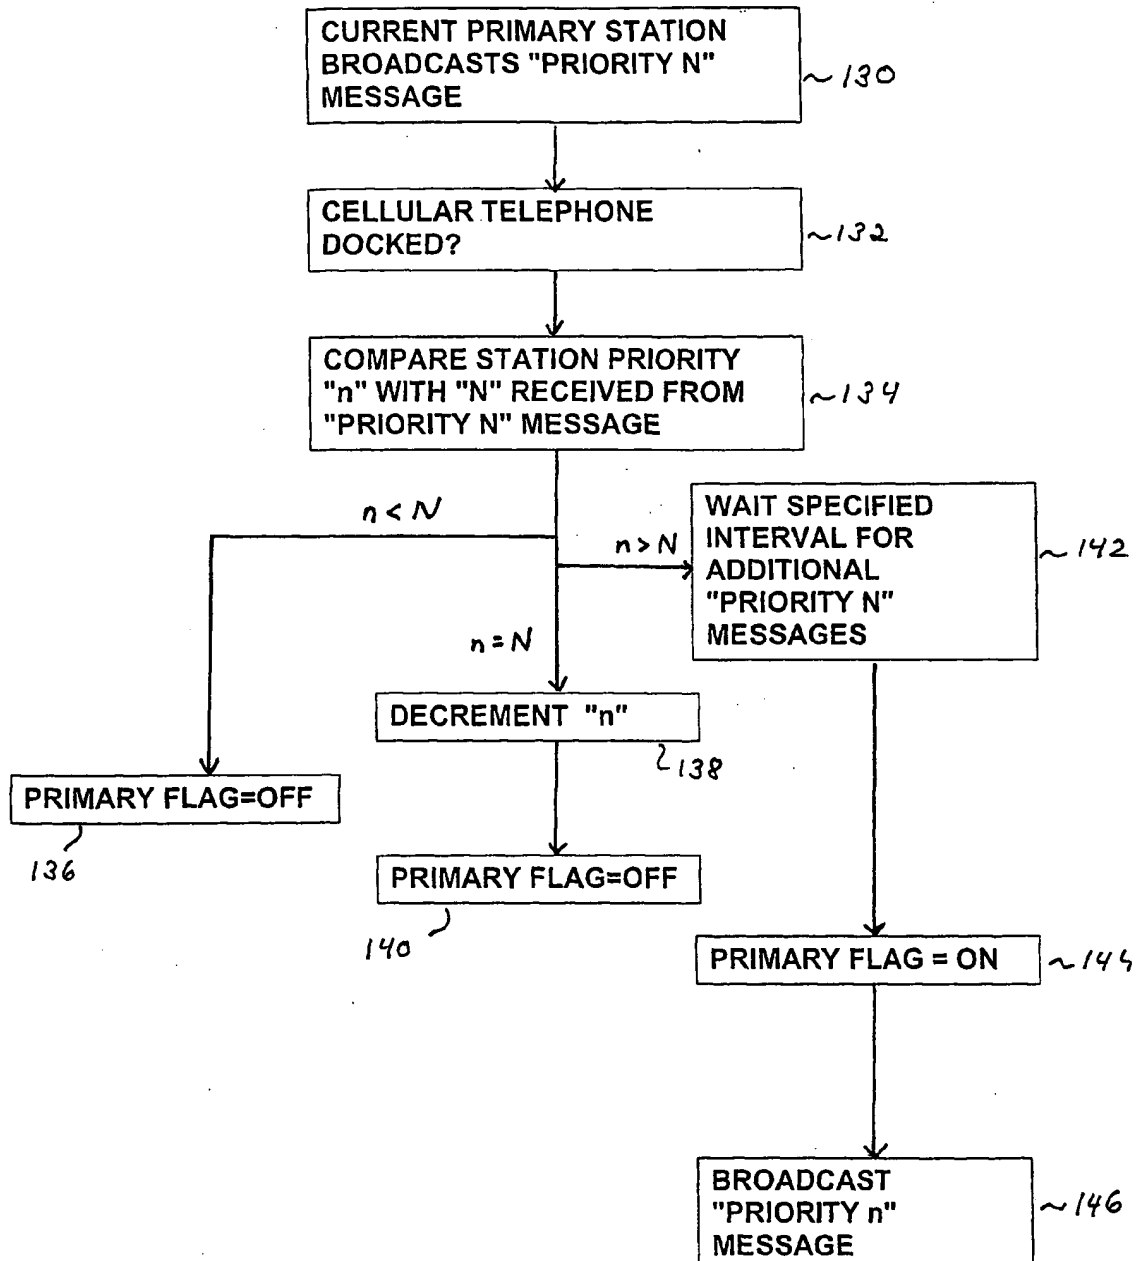 CURRENT PRIMARY STATION
BROADCASTS "PRIORITY N"
MESSAGE
~130
CELLULAR TELEPHONE
DOCKED?
~132
COMPARE STATION PRIORITY
"n" WITH "N" RECEIVED FROM
"PRIORITY N" MESSAGE
~134
n < N
n > N
n = N
WAIT SPECIFIED
INTERVAL FOR
ADDITIONAL
"PRIORITY N"
MESSAGES
~142
DECREMENT "n"
138
PRIMARY FLAG=OFF
136
PRIMARY FLAG=OFF
140
PRIMARY FLAG = ON
~144
BROADCAST
"PRIORITY n"
MESSAGE
~146